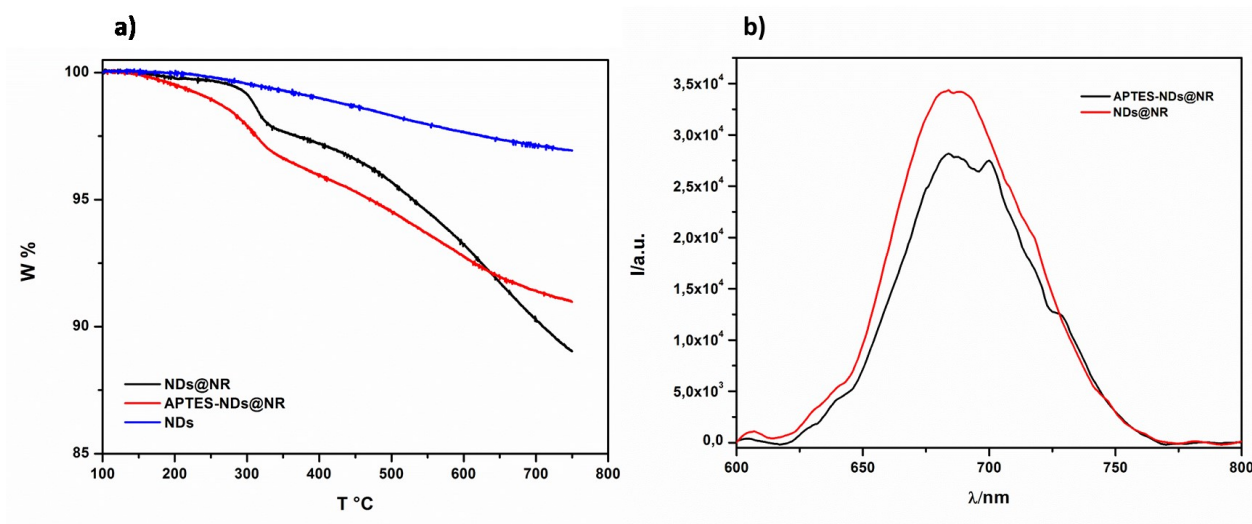 a)
100
95
90
85
W %
NDs@NR
APTES-NDs@NR
NDs
100 200 300 400 500 600 700 800
T °C
b)
3,5x10⁴
3,0x10⁴
2,5x10⁴
2,0x10⁴
1,5x10⁴
1,0x10⁴
5,0x10³
0,0
I/a.u.
APTES-NDs@NR
NDs@NR
600 650 700 750 800
λ/nm